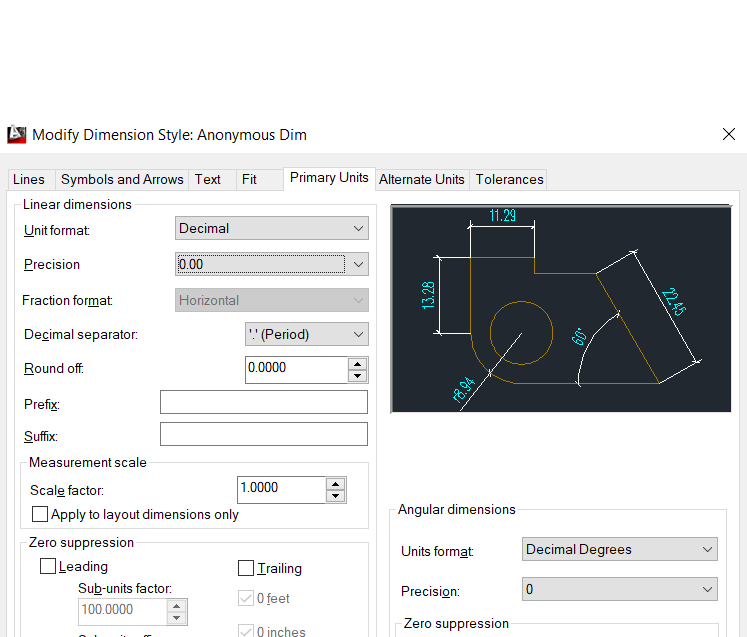 Modify Dimension Style: Anonymous Dim
Lines Symbols and Arrows Text Fit Primary Units Alternate Units Tolerances
Linear dimensions
Unit format: Decimal
Precision 0.00
Fraction format: Horizontal
Decimal separator: '.' (Period)
Round off: 0.0000
Prefix:
Suffix:
Measurement scale
Scale factor: 1.0000
Apply to layout dimensions only
Zero suppression
Leading
Trailing
Sub-units factor:
100.0000
0 feet
0 inches
11.29
13.28
22.45
60°
r8.94
Angular dimensions
Units format: Decimal Degrees
Precision: 0
Zero suppression